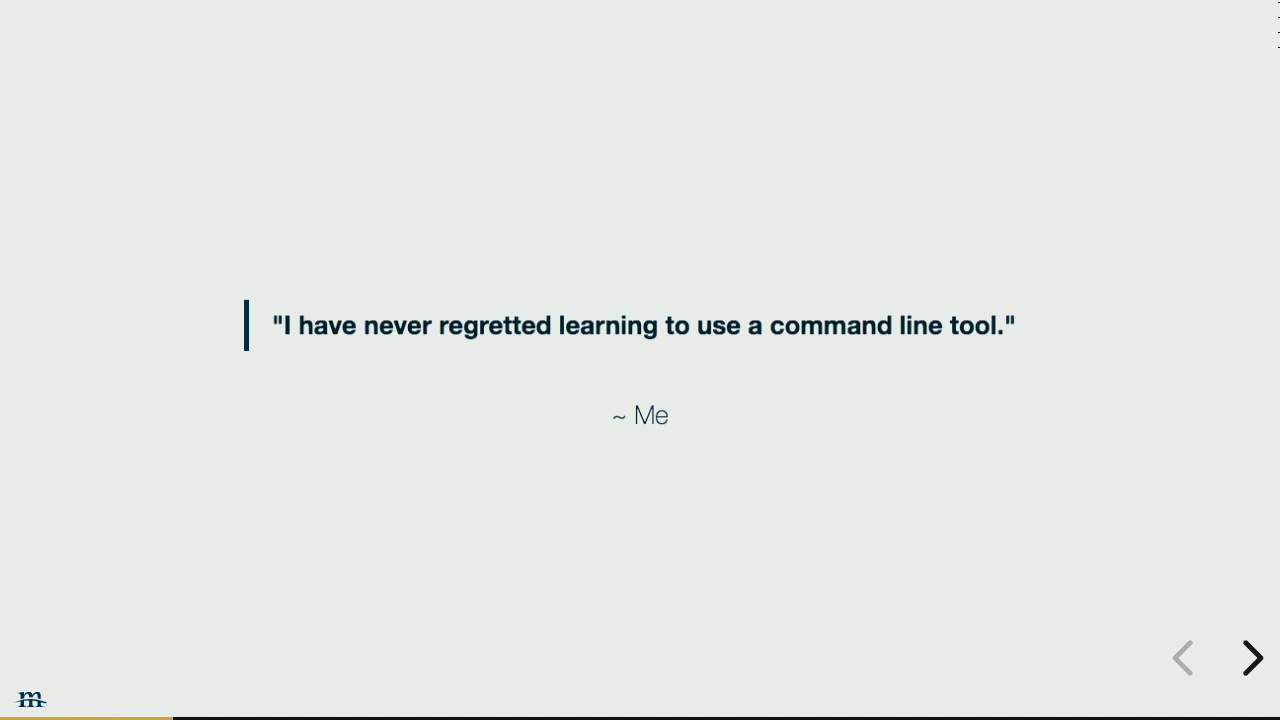 "I have never regretted learning to use a command line tool."
~ Me
m